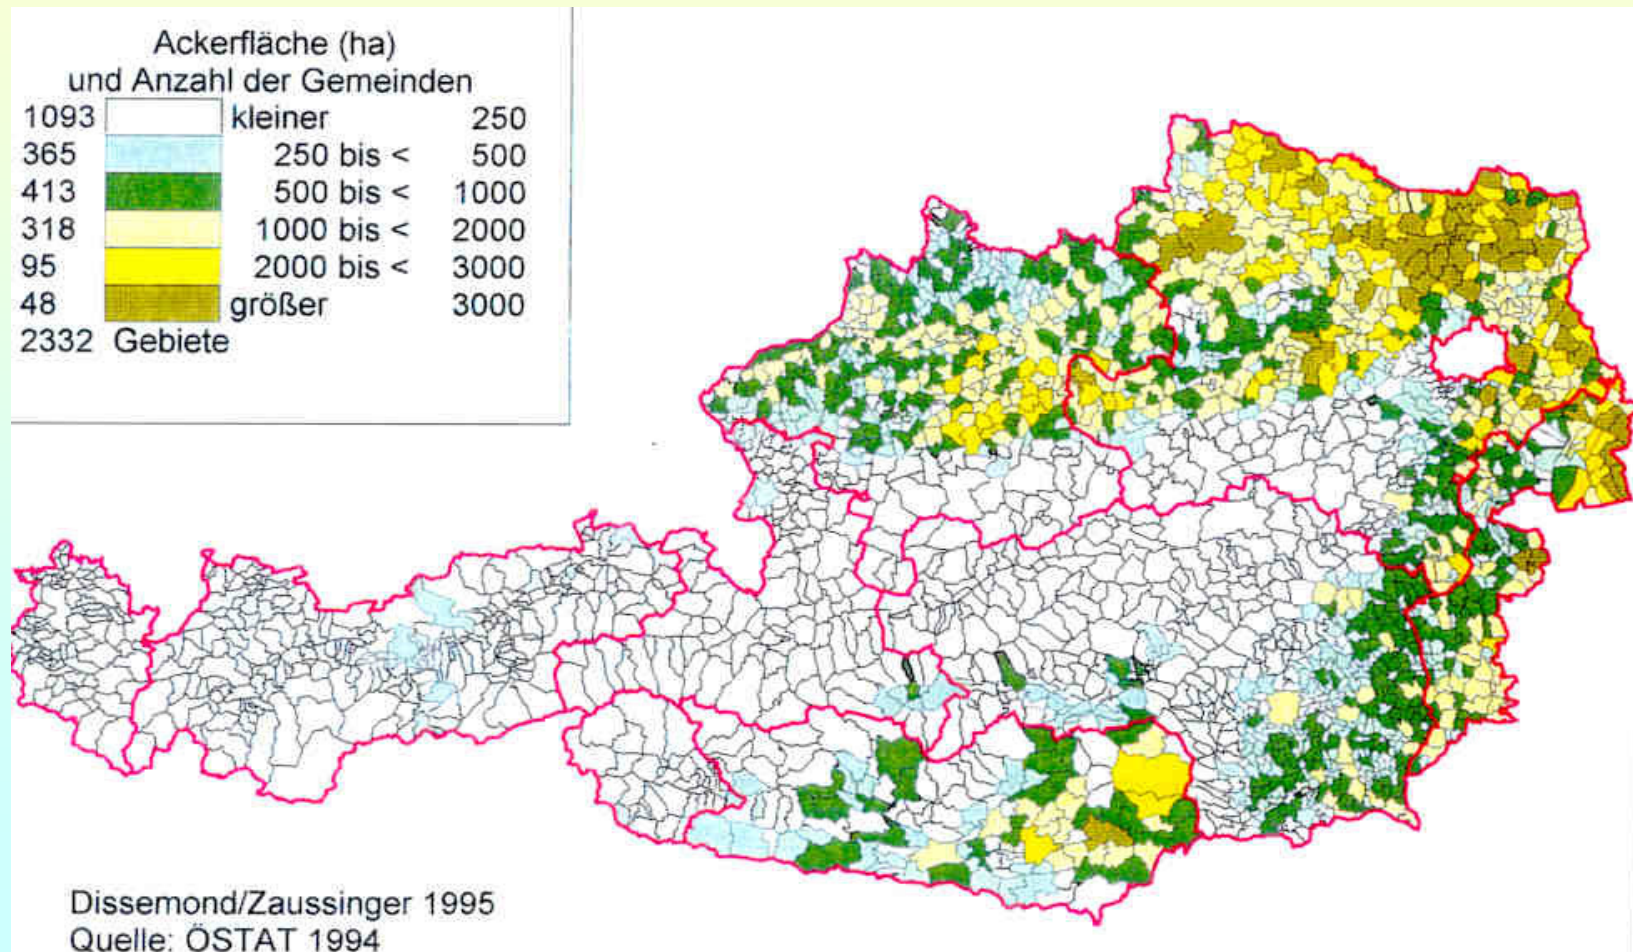 Ackerfläche (ha)
und Anzahl der Gemeinden
1093 kleiner 250
365 250 bis < 500
413 500 bis < 1000
318 1000 bis < 2000
95 2000 bis < 3000
48 größer 3000
2332 Gebiete
Dissemond/Zaussinger 1995
Quelle: ÖSTAT 1994